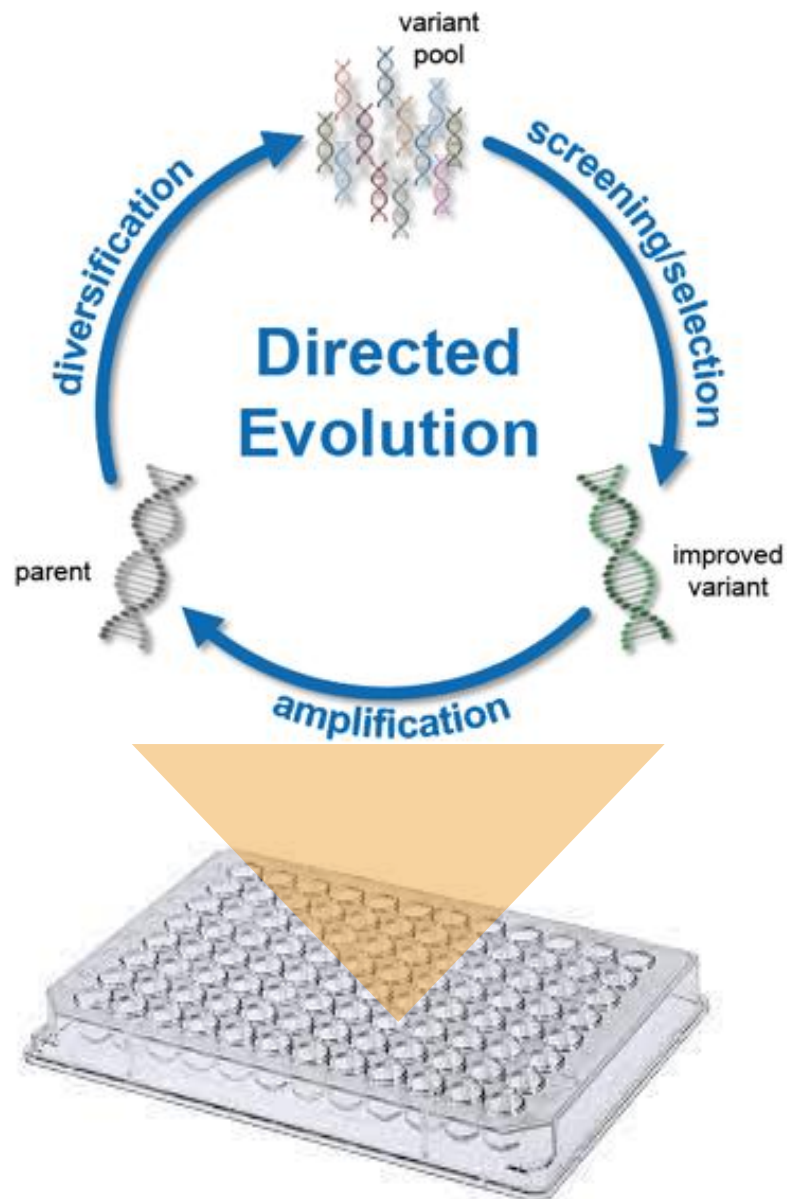 variant
pool
diversification
screening/selection
Directed
Evolution
parent
improved
variant
amplification